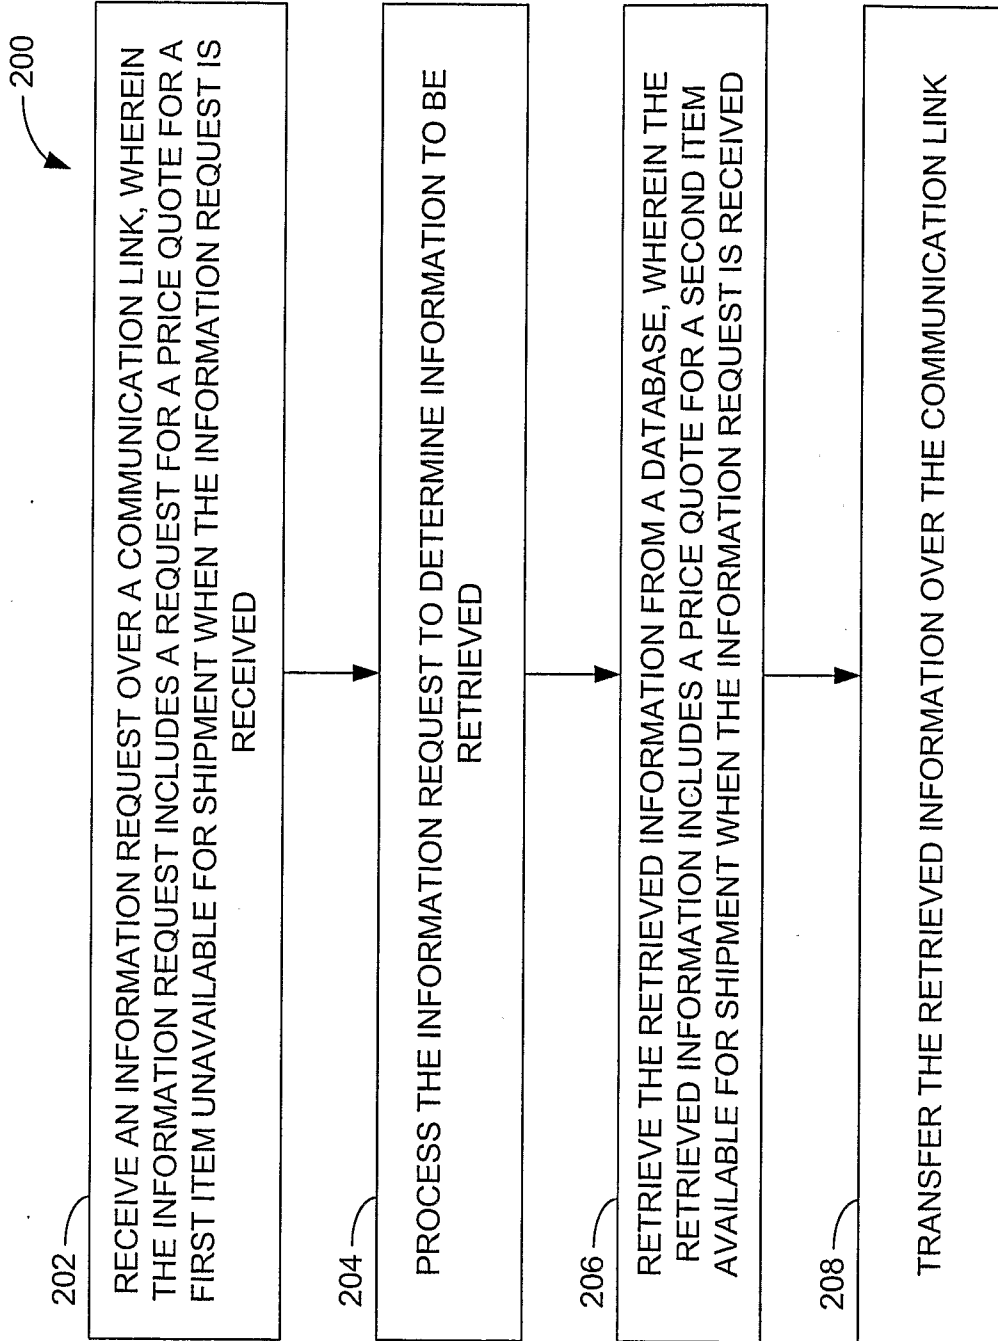 200
202
RECEIVE AN INFORMATION REQUEST OVER A COMMUNICATION LINK, WHEREIN
THE INFORMATION REQUEST INCLUDES A REQUEST FOR A PRICE QUOTE FOR A
FIRST ITEM UNAVAILABLE FOR SHIPMENT WHEN THE INFORMATION REQUEST IS
RECEIVED
204
PROCESS THE INFORMATION REQUEST TO DETERMINE INFORMATION TO BE
RETRIEVED
206
RETRIEVE THE RETRIEVED INFORMATION FROM A DATABASE, WHEREIN THE
RETRIEVED INFORMATION INCLUDES A PRICE QUOTE FOR A SECOND ITEM
AVAILABLE FOR SHIPMENT WHEN THE INFORMATION REQUEST IS RECEIVED
208
TRANSFER THE RETRIEVED INFORMATION OVER THE COMMUNICATION LINK